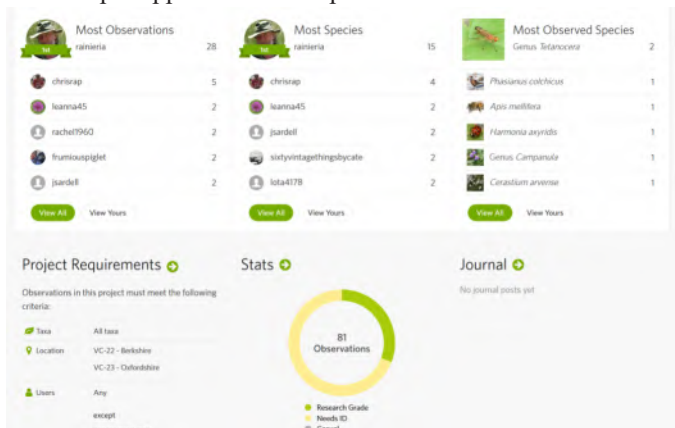 Most Observations
1st rainieria 28
chrisrap 5
leanna45 2
rachel1960 2
frumiouspiglet 2
jsardell 2
View All View Yours
Most Species
1st rainieria 15
chrisrap 4
leanna45 2
jsardell 2
sixtyvintagethingsbycate 2
lota4178 2
View All View Yours
Most Observed Species
Genus Tetanocera 2
Phasianus colchicus 1
Apis mellifera 1
Harmonia axyridis 1
Genus Campanula 1
Cerastium arvense 1
View All View Yours
Project Requirements
Observations in this project must meet the following
criteria:
Taxa All taxa
Location VC-22 - Berkshire
VC-23 - Oxfordshire
Users Any
except
Stats
81
Observations
Research Grade
Needs ID
Journal
No journal posts yet